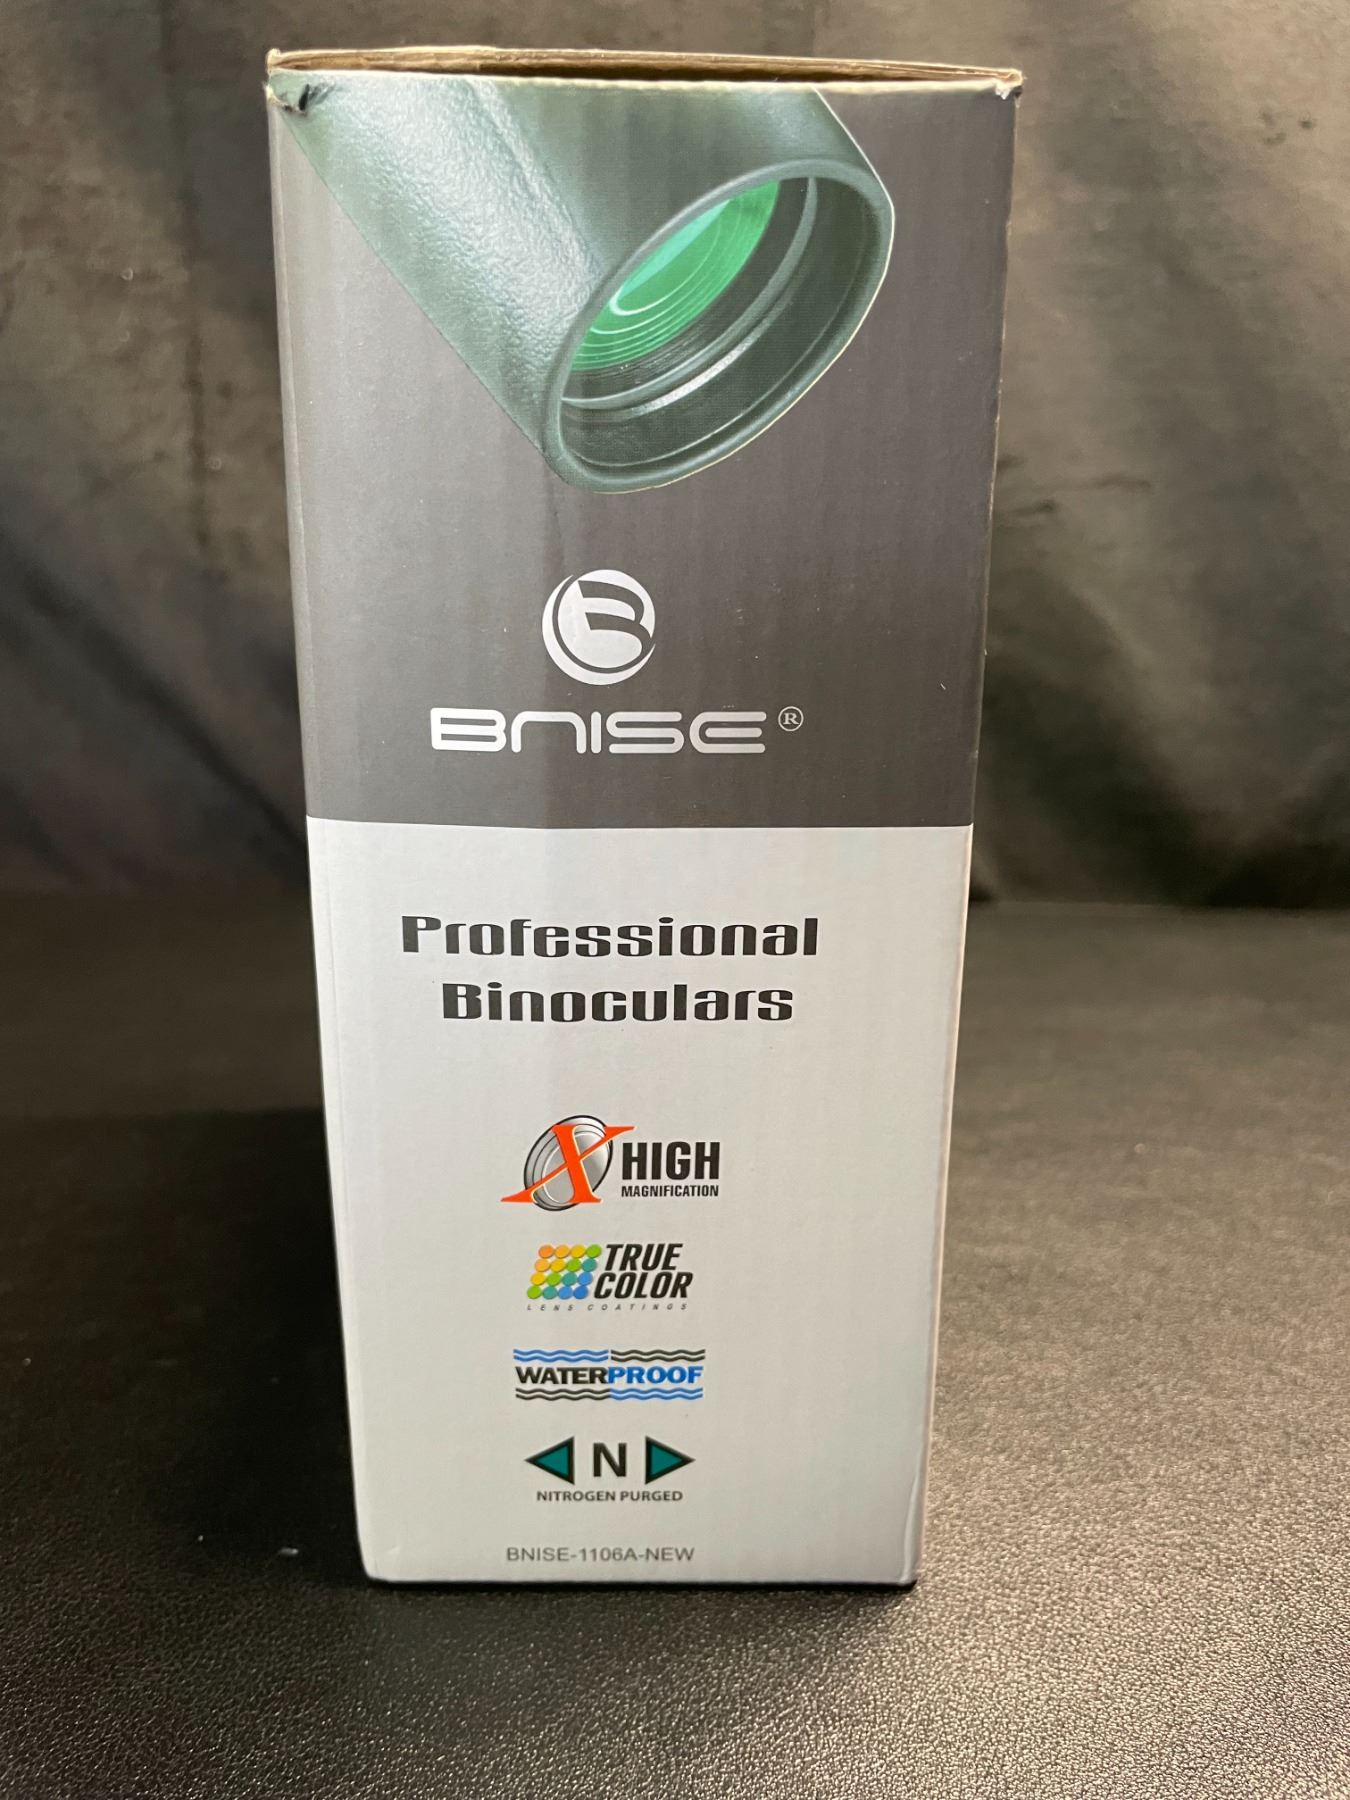 BNISE®
Professional
Binoculars
X HIGH
MAGNIFICATION
TRUE
COLOR
LENS COATINGS
WATERPROOF
N
NITROGEN PURGED
BNISE-1106A-NEW